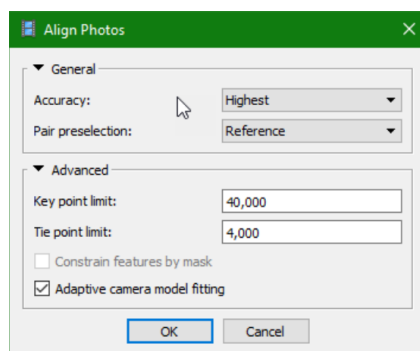 Align Photos
General
Accuracy: Highest
Pair preselection: Reference
Advanced
Key point limit: 40,000
Tie point limit: 4,000
Constrain features by mask
Adaptive camera model fitting
OK Cancel